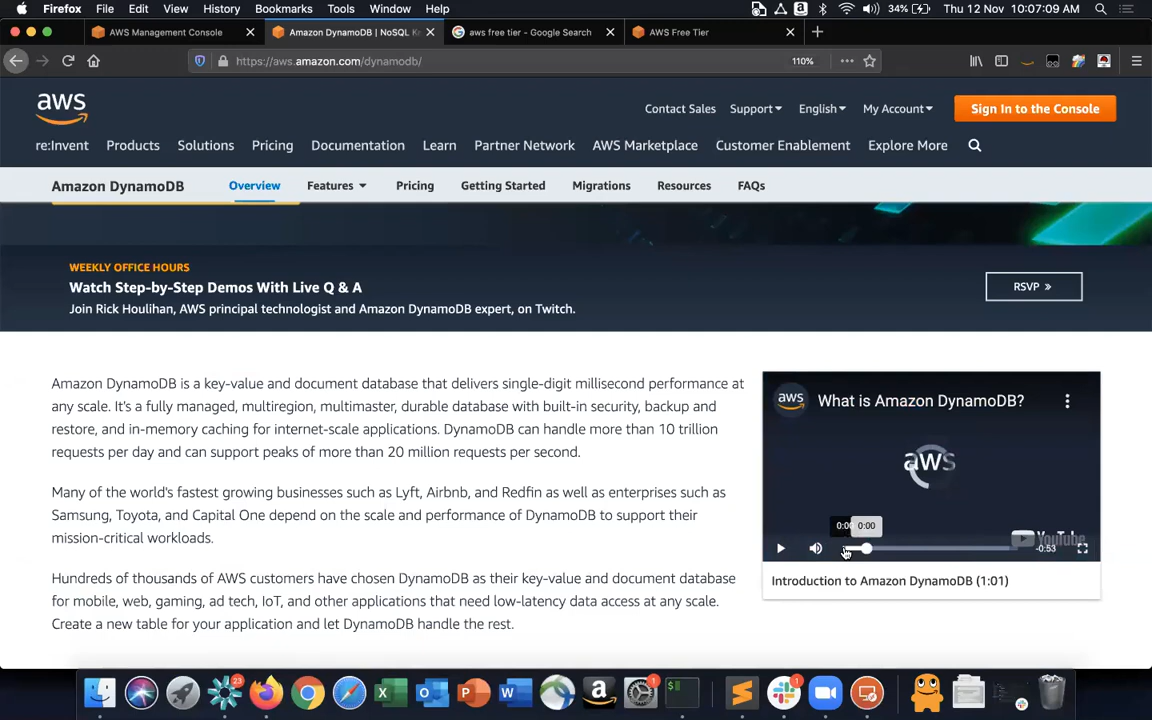 Firefox File Edit View History Bookmarks Tools Window Help 34% Thu 12 Nov 10:07:09 AM
AWS Management Console Amazon DynamoDB | NoSQL Ke aws free tier - Google Search AWS Free Tier
https://aws.amazon.com/dynamodb/ 110%
aws Contact Sales Support English My Account Sign In to the Console
re:Invent Products Solutions Pricing Documentation Learn Partner Network AWS Marketplace Customer Enablement Explore More
Amazon DynamoDB Overview Features Pricing Getting Started Migrations Resources FAQs
WEEKLY OFFICE HOURS
Watch Step-by-Step Demos With Live Q & A
Join Rick Houlihan, AWS principal technologist and Amazon DynamoDB expert, on Twitch.
RSVP »
Amazon DynamoDB is a key-value and document database that delivers single-digit millisecond performance at
any scale. It's a fully managed, multiregion, multimaster, durable database with built-in security, backup and
restore, and in-memory caching for internet-scale applications. DynamoDB can handle more than 10 trillion
requests per day and can support peaks of more than 20 million requests per second.
Many of the world's fastest growing businesses such as Lyft, Airbnb, and Redfin as well as enterprises such as
Samsung, Toyota, and Capital One depend on the scale and performance of DynamoDB to support their
mission-critical workloads.
Hundreds of thousands of AWS customers have chosen DynamoDB as their key-value and document database
for mobile, web, gaming, ad tech, IoT, and other applications that need low-latency data access at any scale.
Create a new table for your application and let DynamoDB handle the rest.
aws What is Amazon DynamoDB?
aws
0:00 0:00
YouTube
-0:53
Introduction to Amazon DynamoDB (1:01)
23 1 1